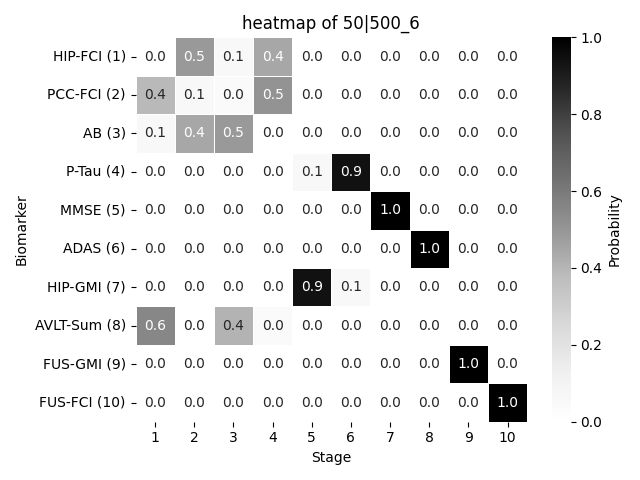 heatmap of 50|500_6
HIP-FCI (1) 0.0 0.5 0.1 0.4 0.0 0.0 0.0 0.0 0.0 0.0
PCC-FCI (2) 0.4 0.1 0.0 0.5 0.0 0.0 0.0 0.0 0.0 0.0
AB (3) 0.1 0.4 0.5 0.0 0.0 0.0 0.0 0.0 0.0 0.0
P-Tau (4) 0.0 0.0 0.0 0.0 0.1 0.9 0.0 0.0 0.0 0.0
MMSE (5) 0.0 0.0 0.0 0.0 0.0 0.0 1.0 0.0 0.0 0.0
ADAS (6) 0.0 0.0 0.0 0.0 0.0 0.0 0.0 1.0 0.0 0.0
HIP-GMI (7) 0.0 0.0 0.0 0.0 0.9 0.1 0.0 0.0 0.0 0.0
AVLT-Sum (8) 0.6 0.0 0.4 0.0 0.0 0.0 0.0 0.0 0.0 0.0
FUS-GMI (9) 0.0 0.0 0.0 0.0 0.0 0.0 0.0 0.0 1.0 0.0
FUS-FCI (10) 0.0 0.0 0.0 0.0 0.0 0.0 0.0 0.0 0.0 1.0
1 2 3 4 5 6 7 8 9 10
Stage
Biomarker
1.0
0.8
0.6
0.4
0.2
0.0
Probability